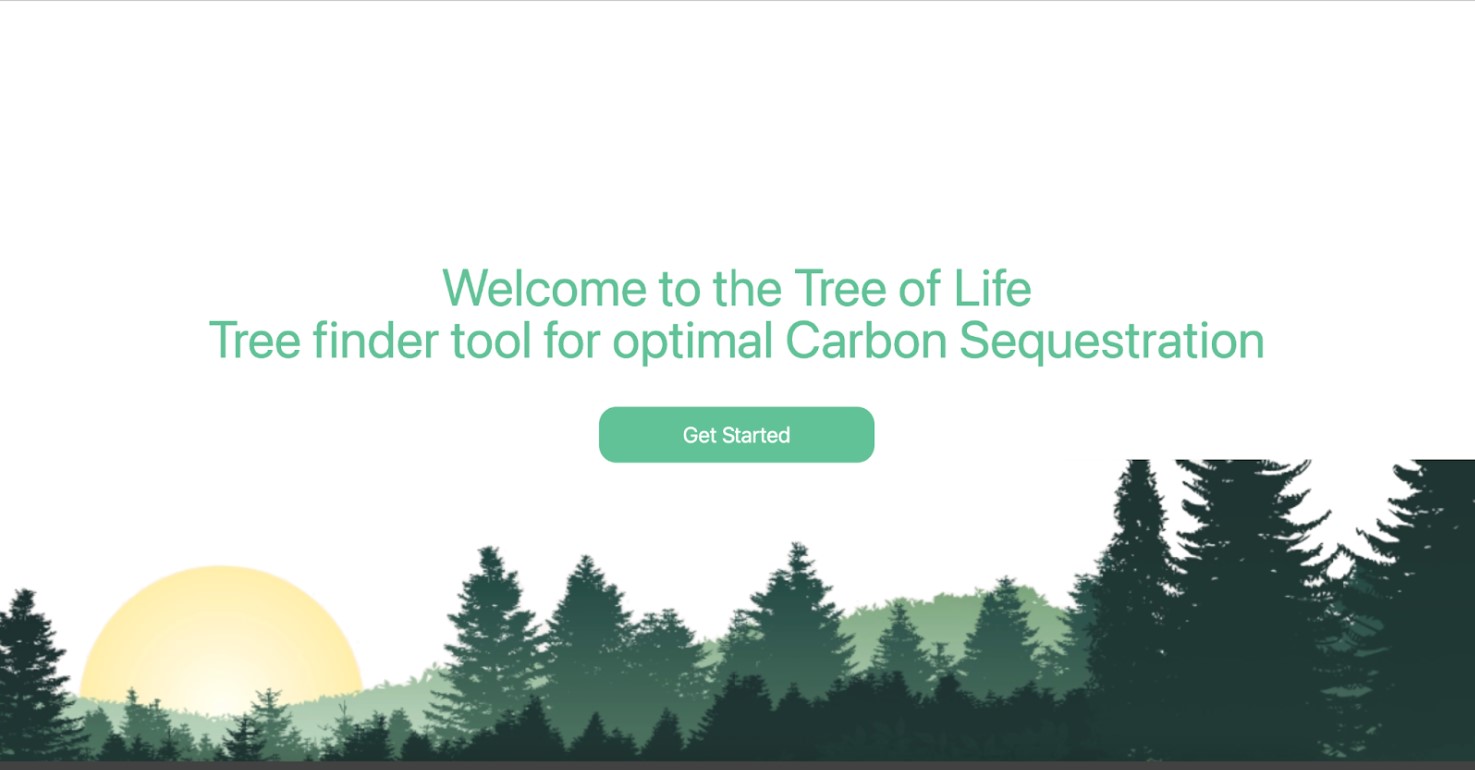 Welcome to the Tree of Life
Tree finder tool for optimal Carbon Sequestration
Get Started